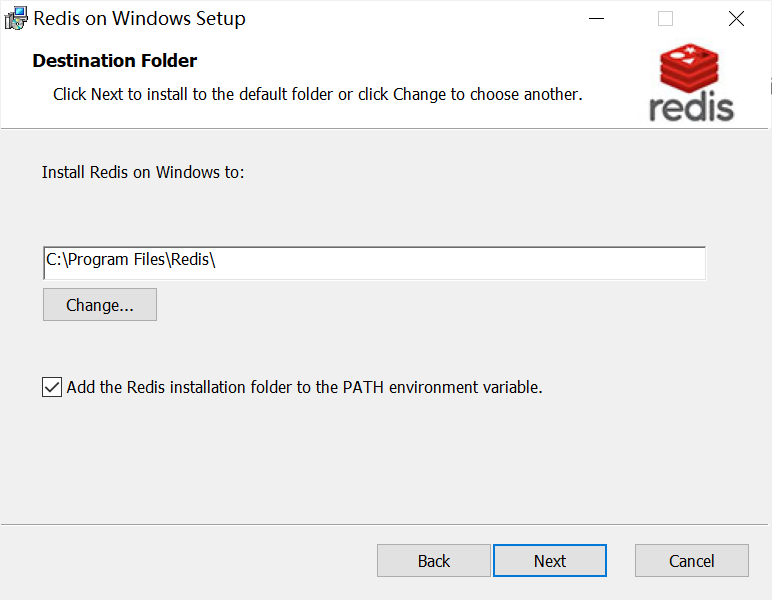 Redis on Windows Setup
Destination Folder
Click Next to install to the default folder or click Change to choose another.
redis
Install Redis on Windows to:
C:\Program Files\Redis\
Change...
Add the Redis installation folder to the PATH environment variable.
Back
Next
Cancel